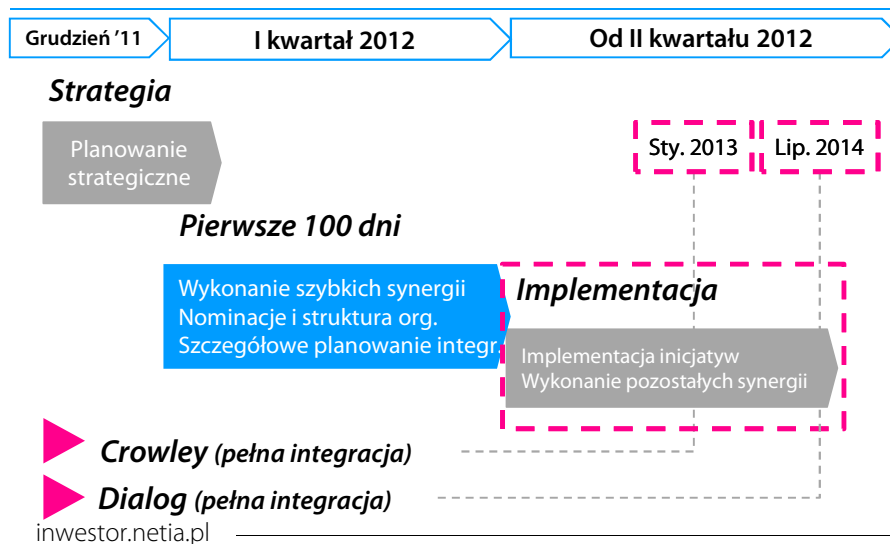 Grudzień ’11
I kwartał 2012
Od II kwartału 2012
Strategia
Planowanie
strategiczne
Sty. 2013
Lip. 2014
Pierwsze 100 dni
Wykonanie szybkich synergii
Nominacje i struktura org.
Szczegółowe planowanie integr.
Implementacja
Implementacja inicjatyw
Wykonanie pozostałych synergii
Crowley (pełna integracja)
Dialog (pełna integracja)
inwestor.netia.pl